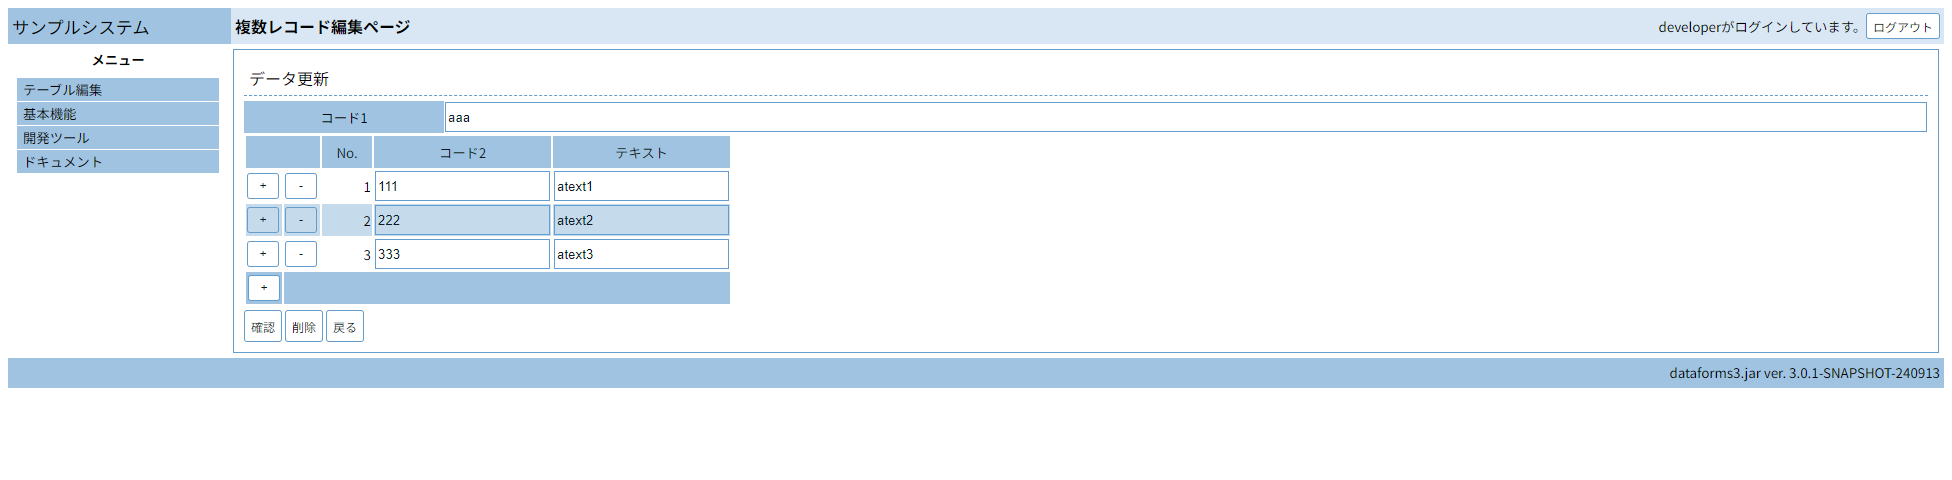 サンプルシステム 複数レコード編集ページ developerがログインしています。 ログアウト
メニュー
テーブル編集
基本機能
開発ツール
ドキュメント
データ更新
コード1 aaa
No. コード2 テキスト
+ - 1 111 atext1
+ - 2 222 atext2
+ - 3 333 atext3
+
確認 削除 戻る
dataforms3.jar ver. 3.0.1-SNAPSHOT-240913